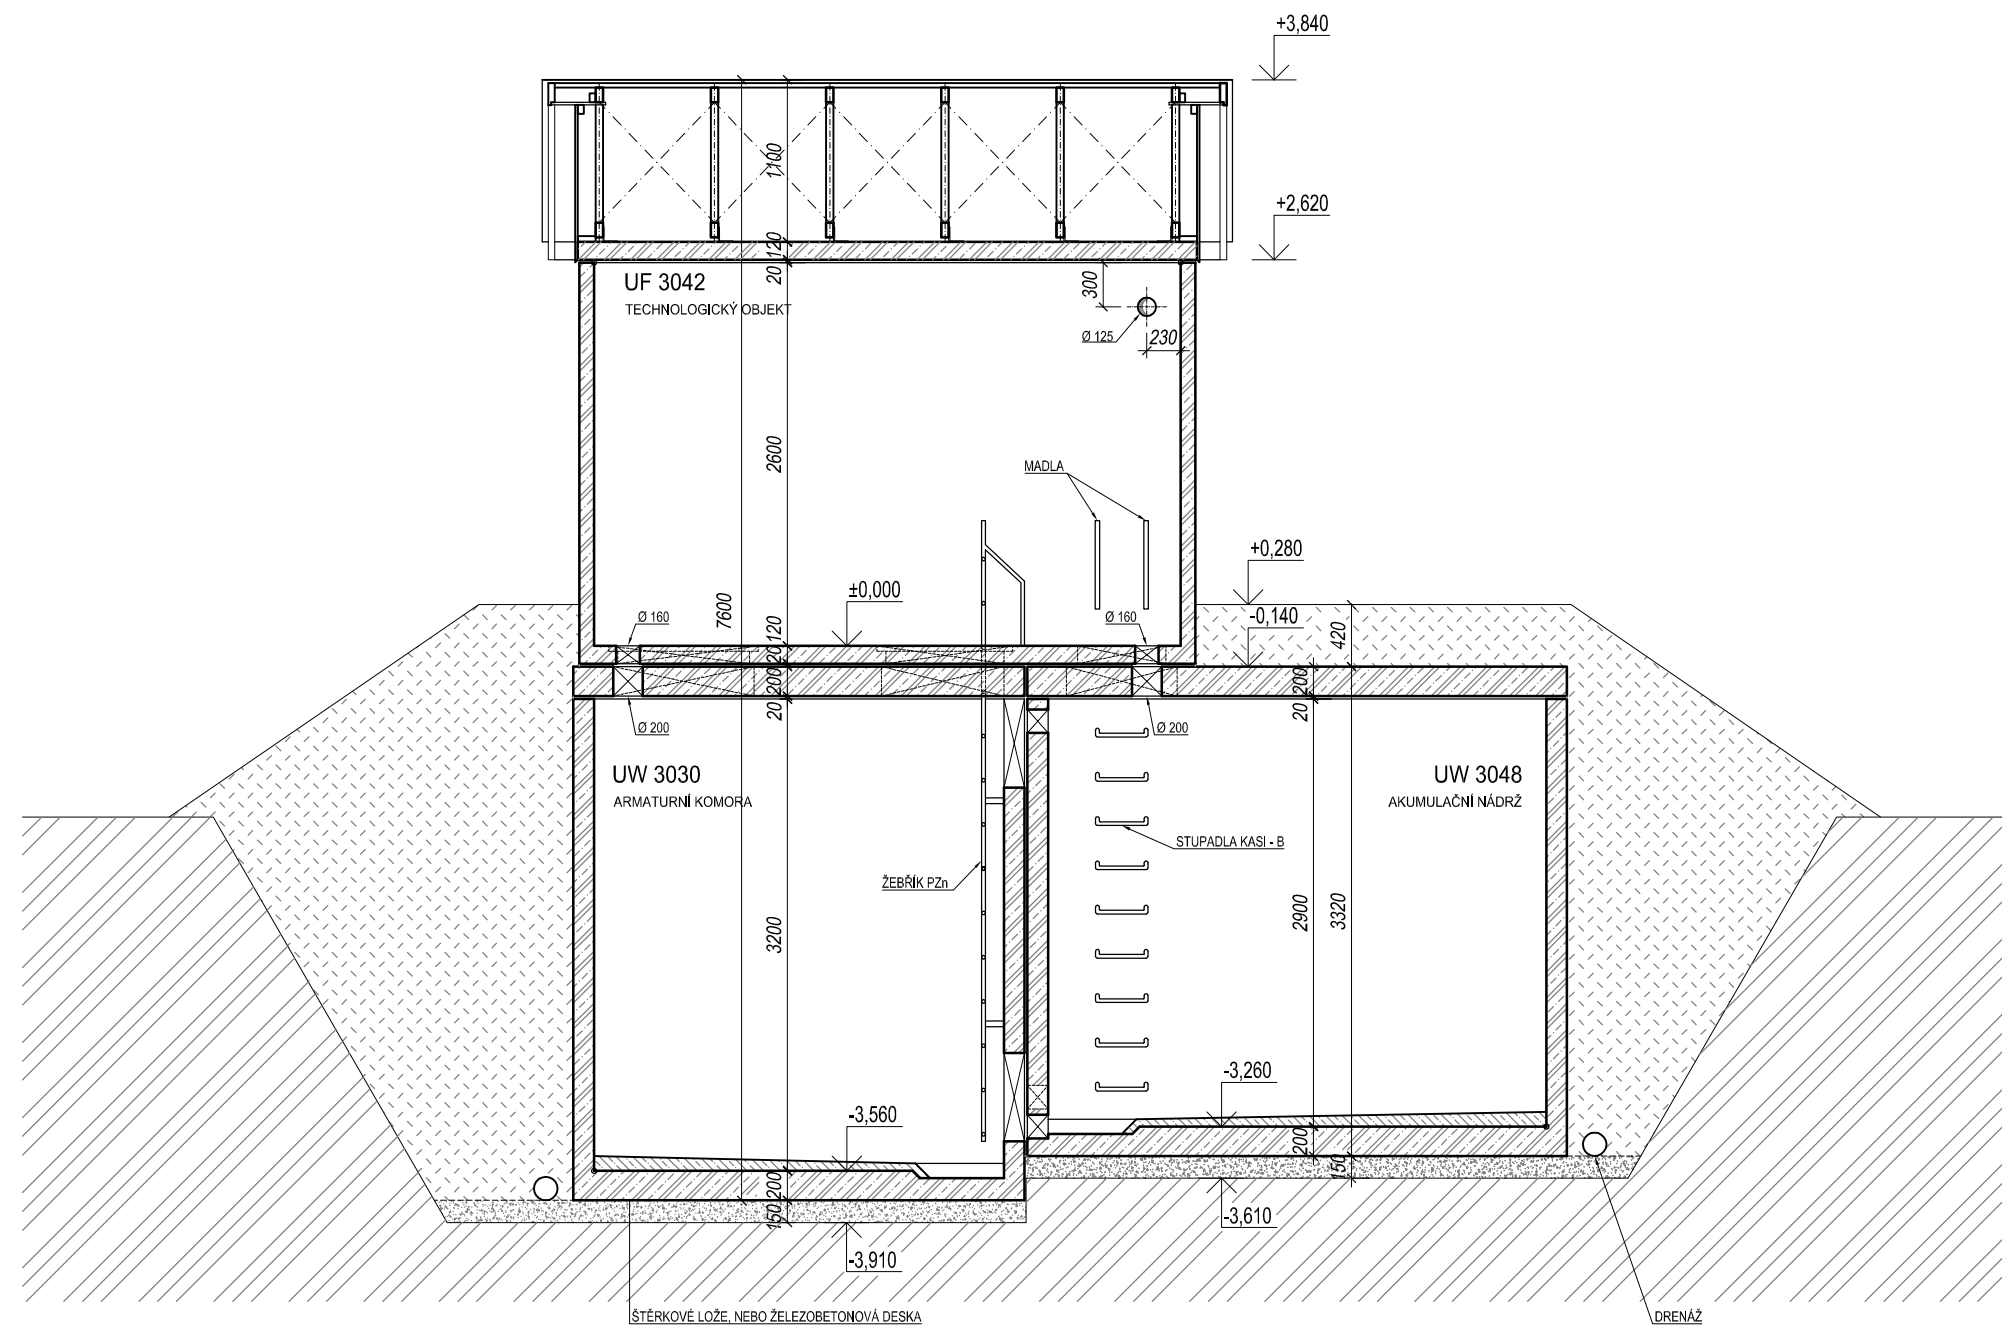 +3,840
1100
+2,620
120
20
UF 3042
TECHNOLOGICKÝ OBJEKT
300
Ø 125
230
2600
MADLA
+0,280
±0,000
7600
-0,140
Ø 160
Ø 160
120
420
20
200
200
20
20
Ø 200
Ø 200
UW 3030
ARMATURNÍ KOMORA
UW 3048
AKUMULAČNÍ NÁDRŽ
STUPADLA KASI - B
ŽEBŘÍK PZn
3200
2900
3320
-3,260
-3,560
200
150
200
150
-3,610
-3,910
ŠTĚRKOVÉ LOŽE, NEBO ŽELEZOBETONOVÁ DESKA
DRENÁŽ